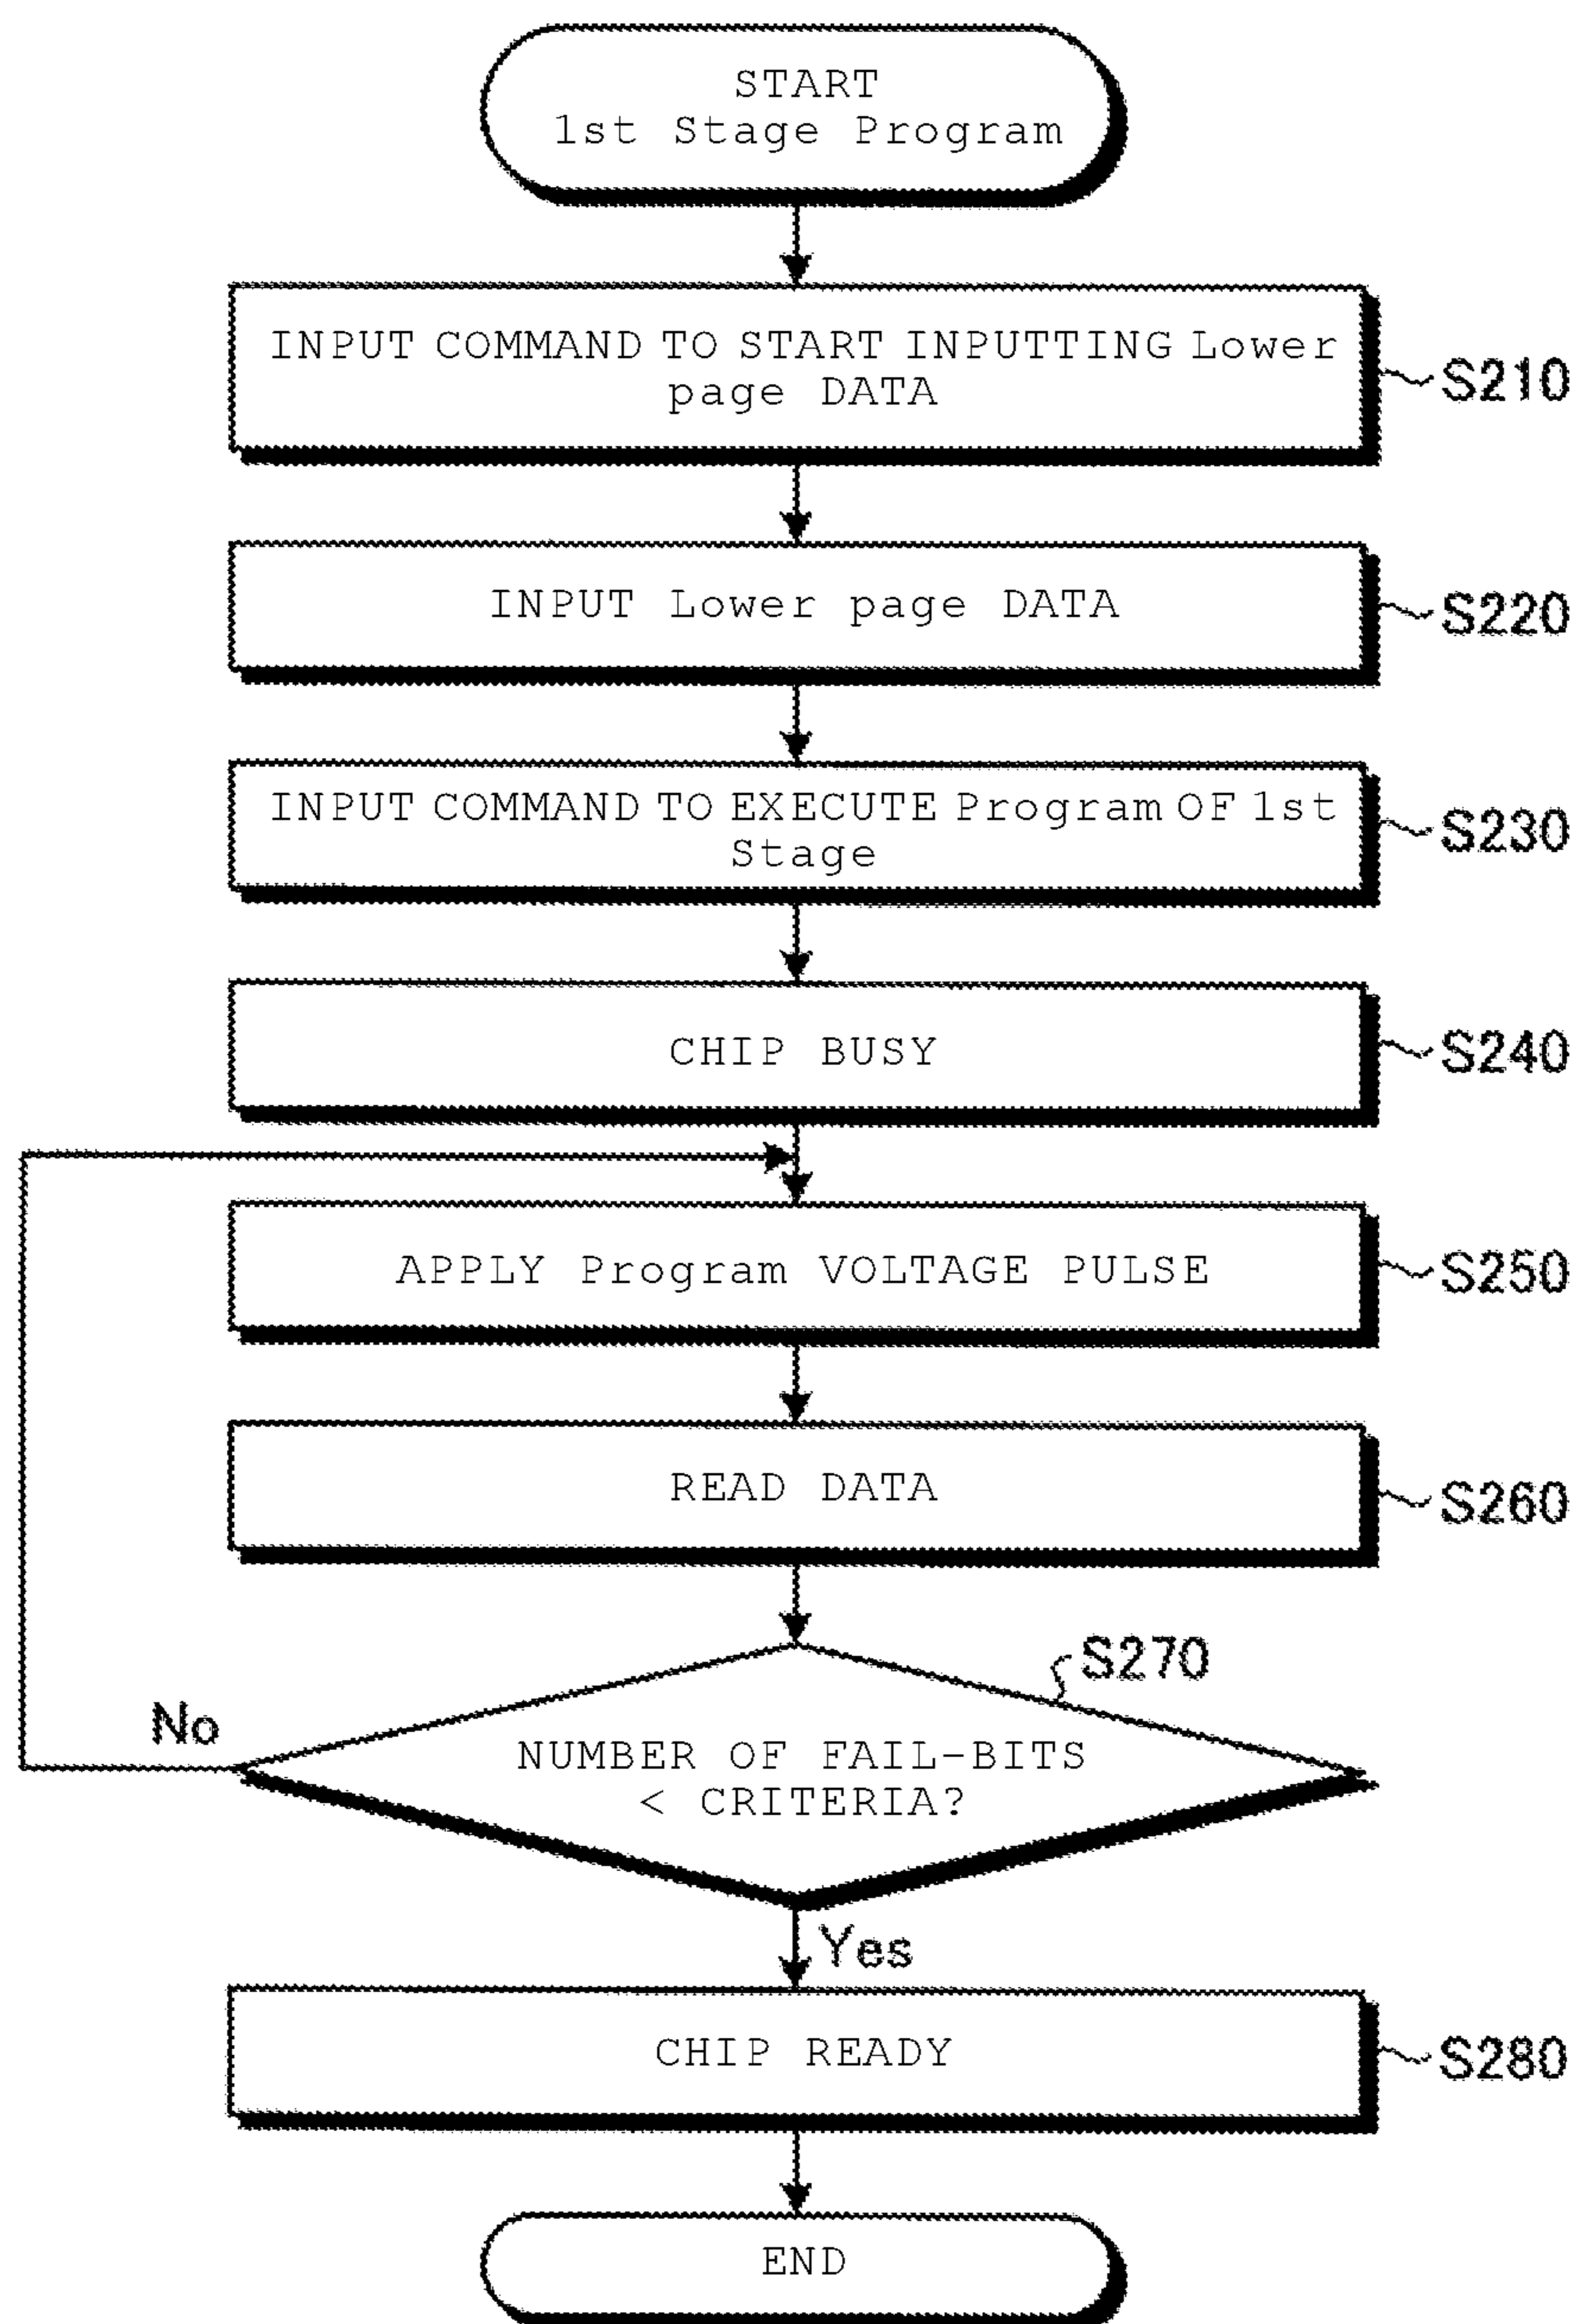 START
1st Stage Program
INPUT COMMAND TO START INPUTTING Lower
page DATA
S210
INPUT Lower page DATA
S220
INPUT COMMAND TO EXECUTE Program OF 1st
Stage
S230
CHIP BUSY
S240
APPLY Program VOLTAGE PULSE
S250
READ DATA
S260
S270
No
NUMBER OF FAIL-BITS
< CRITERIA?
Yes
CHIP READY
S280
END